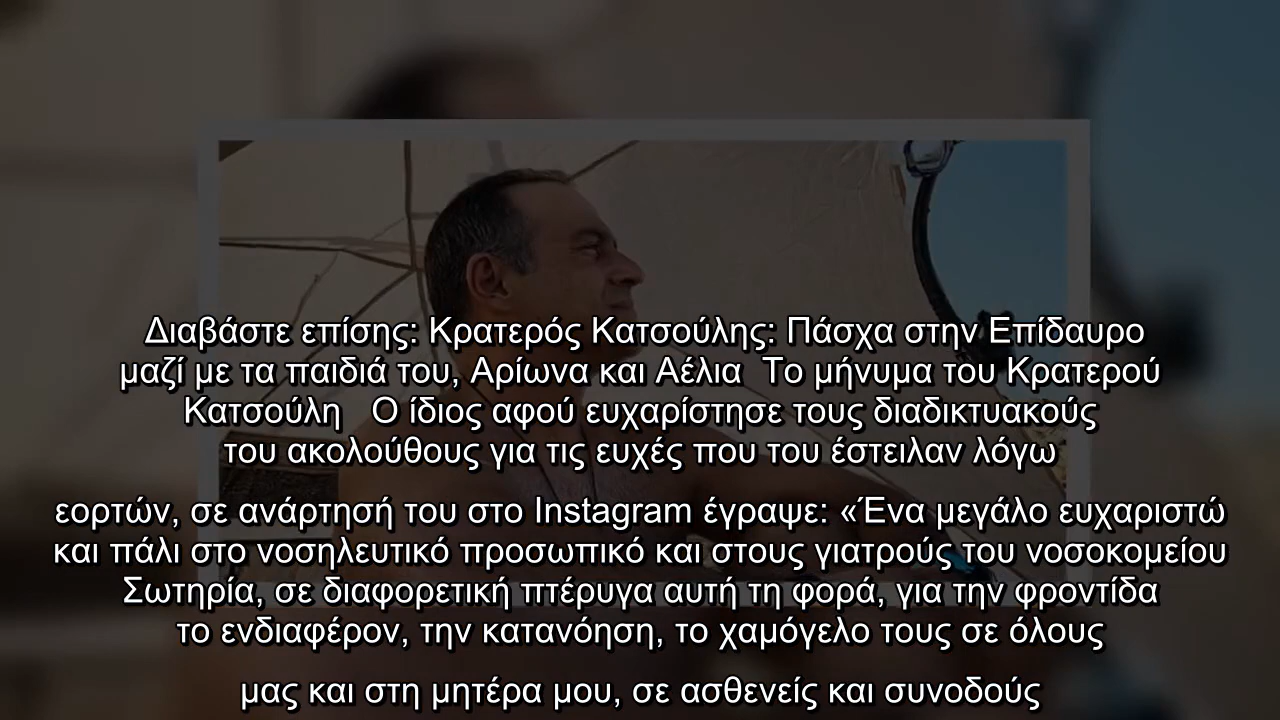 Διαβάστε επίσης: Κρατερός Κατσούλης: Πάσχα στην Επίδαυρο
μαζί με τα παιδιά του, Αρίωνα και Αέλια  Το μήνυμα του Κρατερού
Κατσούλη   Ο ίδιος αφού ευχαρίστησε τους διαδικτυακούς
του ακολούθους για τις ευχές που του έστειλαν λόγω
εορτών, σε ανάρτησή του στο Instagram έγραψε: «Ένα μεγάλο ευχαριστώ
και πάλι στο νοσηλευτικό προσωπικό και στους γιατρούς του νοσοκομείου
Σωτηρία, σε διαφορετική πτέρυγα αυτή τη φορά, για την φροντίδα
το ενδιαφέρον, την κατανόηση, το χαμόγελο τους σε όλους
μας και στη μητέρα μου, σε ασθενείς και συνοδούς